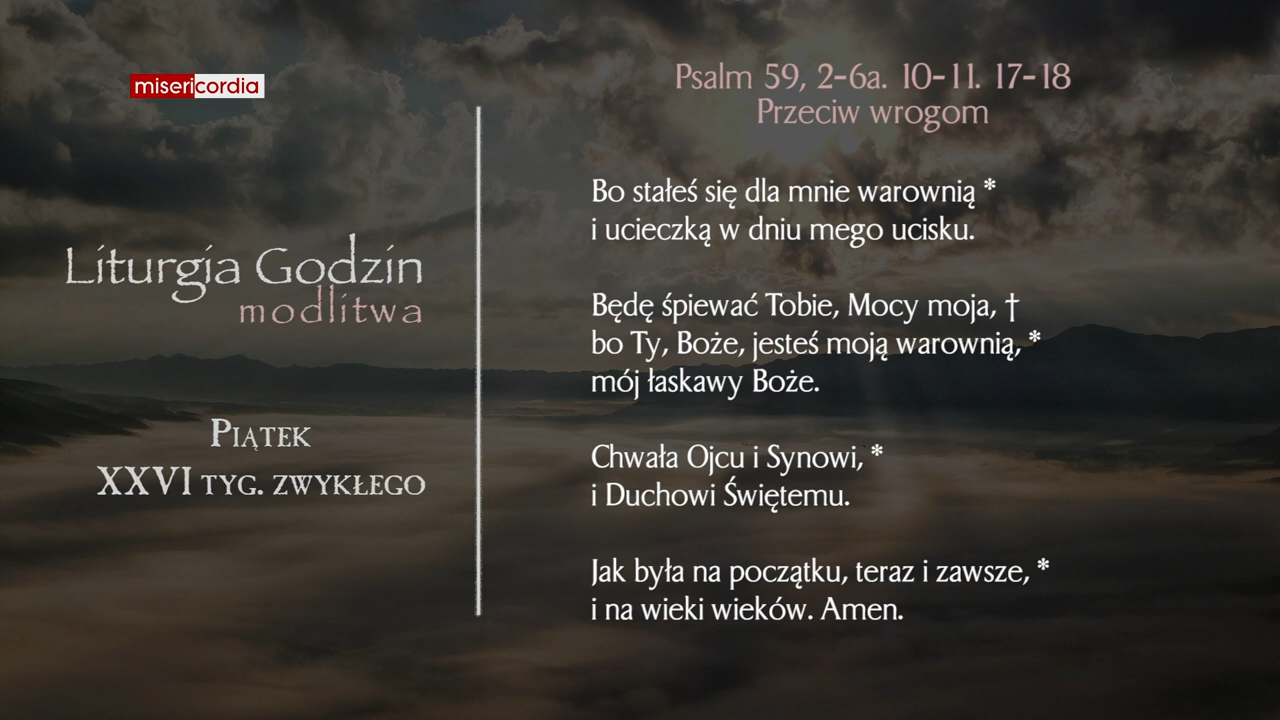 misericordia
Liturgia Godzin
modlitwa
Piątek
XXVI tyg. zwykłego
Psalm 59, 2-6a. 10-11. 17-18
Przeciw wrogom
Bo stałeś się dla mnie warownią *
i ucieczką w dniu mego ucisku.
Będę śpiewać Tobie, Mocy moja, †
bo Ty, Boże, jesteś moją warownią, *
mój łaskawy Boże.
Chwała Ojcu i Synowi, *
i Duchowi Świętemu.
Jak była na początku, teraz i zawsze, *
i na wieki wieków. Amen.